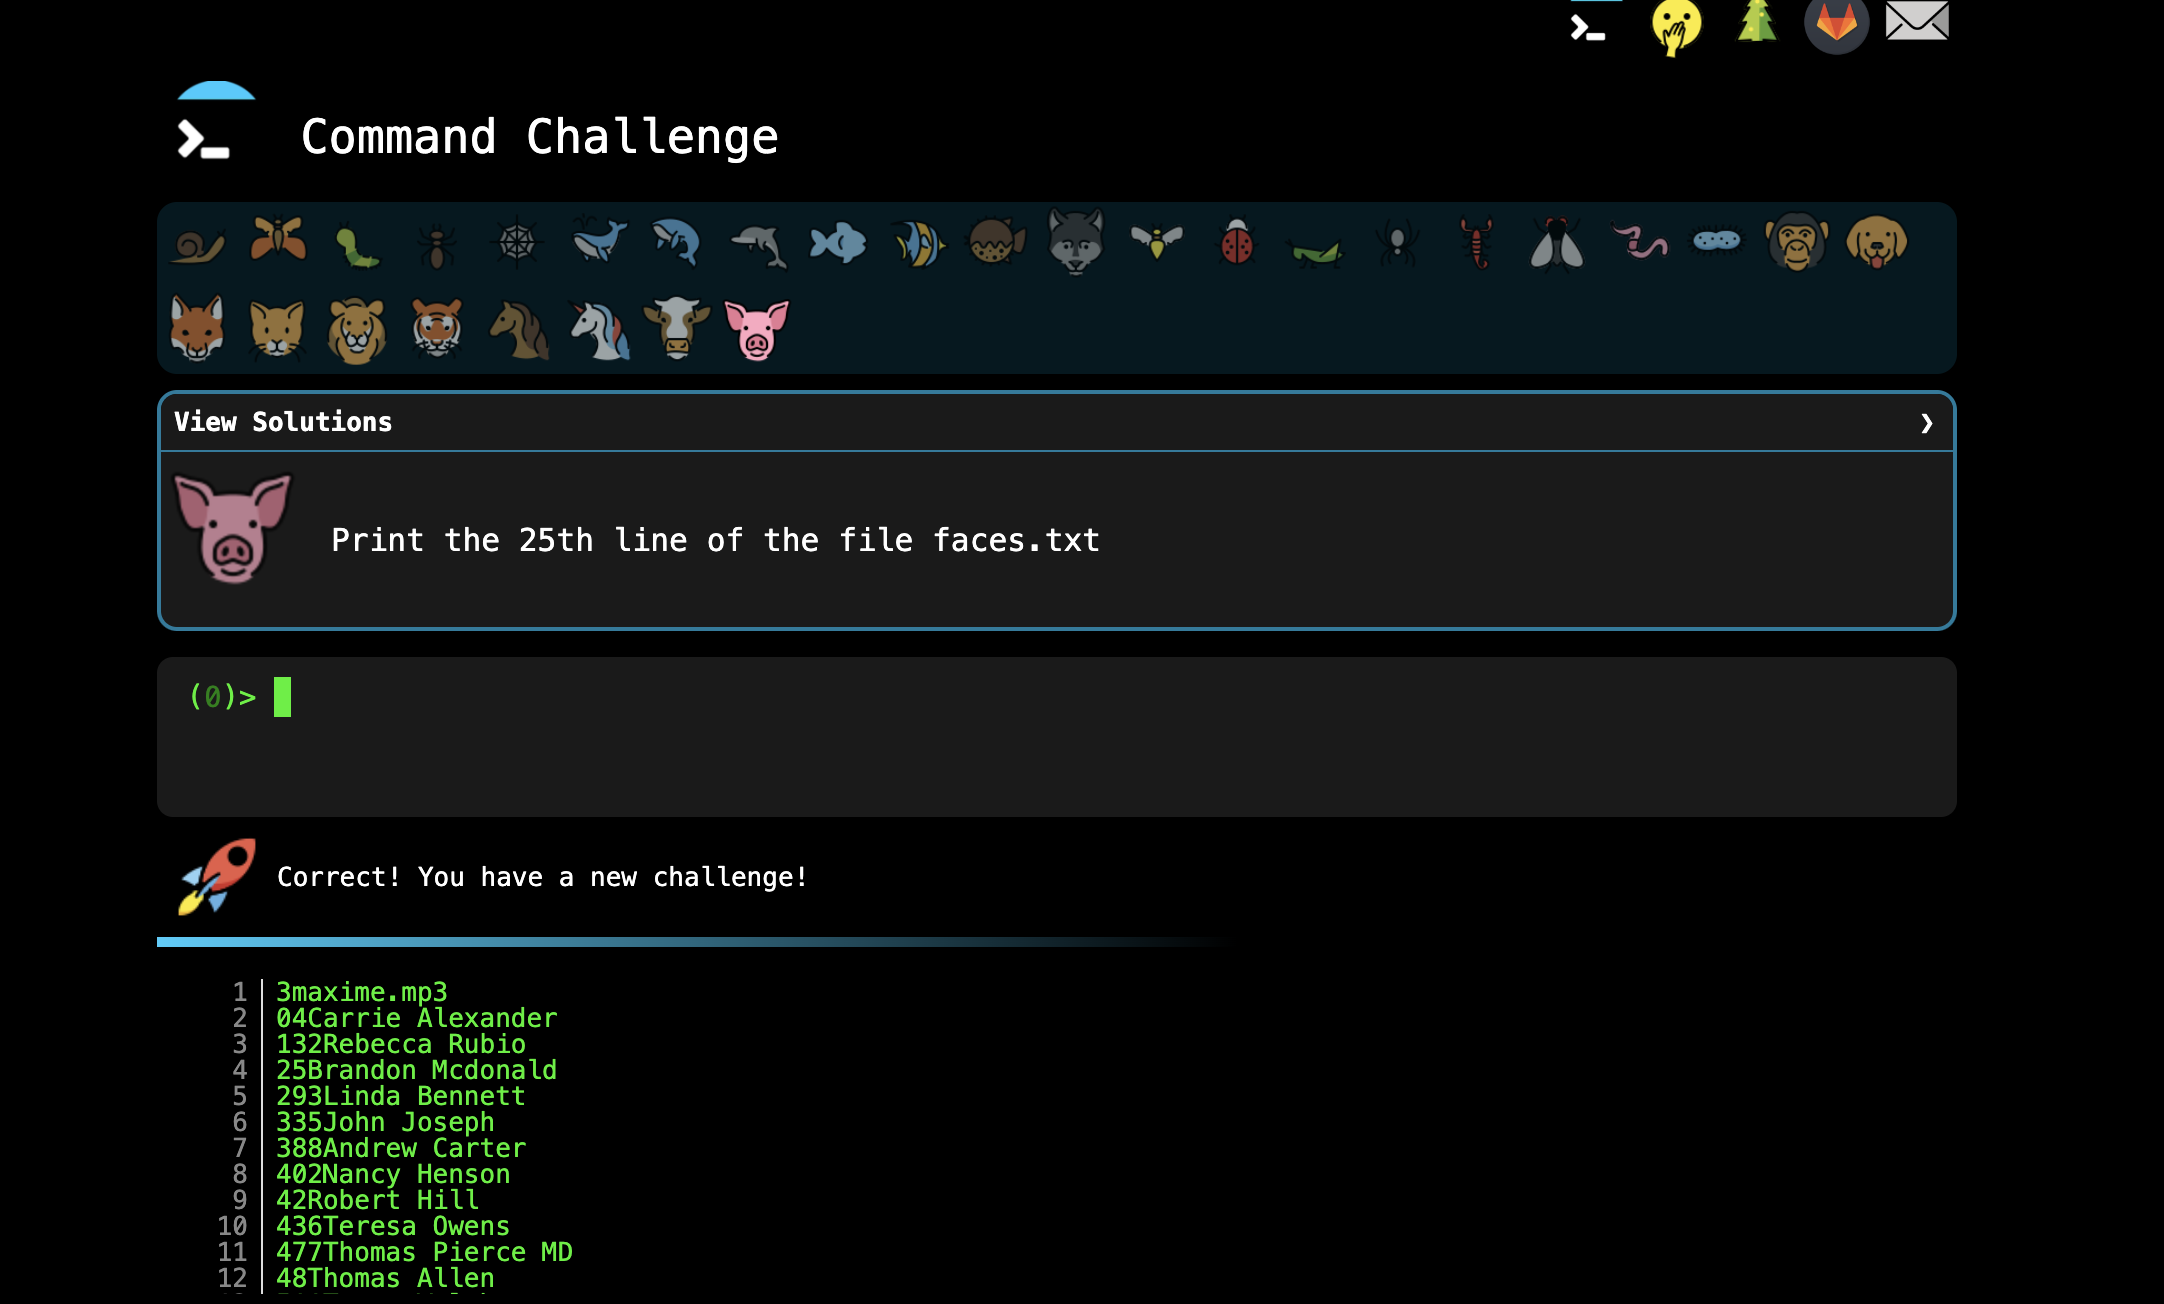 Command Challenge
View Solutions
Print the 25th line of the file faces.txt
(0)>
Correct! You have a new challenge!
1 3maxime.mp3
2 04Carrie Alexander
3 132Rebecca Rubio
4 25Brandon Mcdonald
5 293Linda Bennett
6 335John Joseph
7 388Andrew Carter
8 402Nancy Henson
9 42Robert Hill
10 436Teresa Owens
11 477Thomas Pierce MD
12 48Thomas Allen